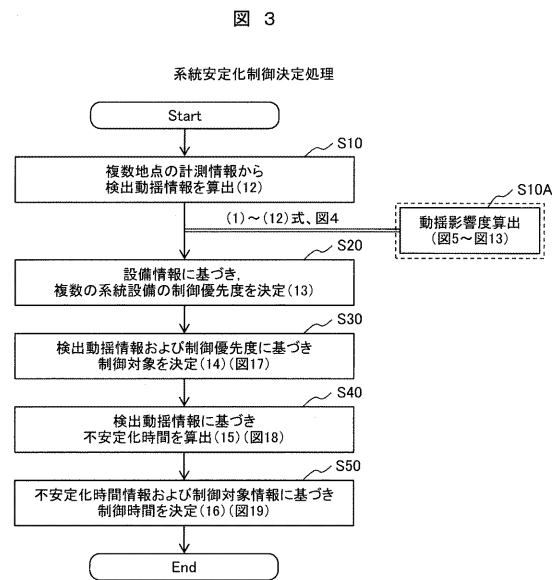 図 3
系統安定化制御決定処理
Start
S10
複数地点の計測情報から
検出動揺情報を算出(12)
S10A
(1)～(12)式、図4
動揺影響度算出
(図5～図13)
S20
設備情報に基づき,
複数の系統設備の制御優先度を決定(13)
S30
検出動揺情報および制御優先度に基づき
制御対象を決定(14)(図17)
S40
検出動揺情報に基づき
不安定化時間を算出(15)(図18)
S50
不安定化時間情報および制御対象情報に基づき
制御時間を決定(16)(図19)
End